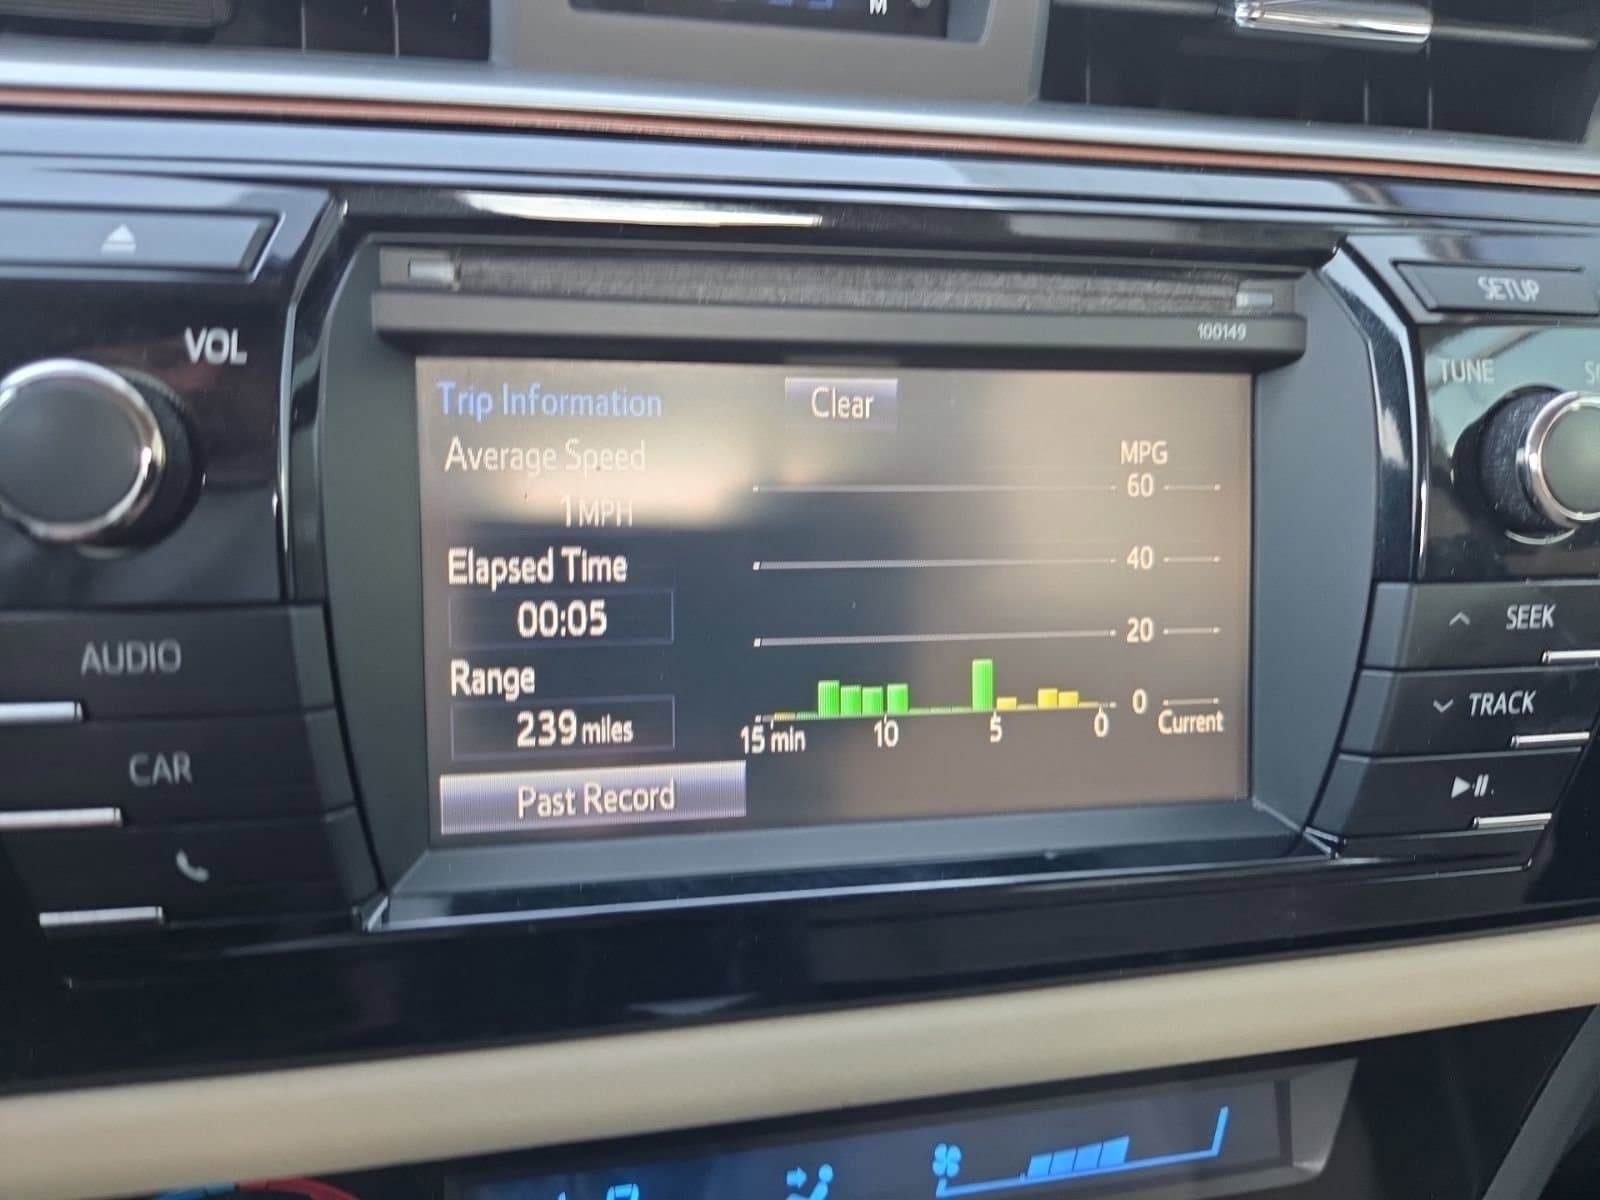 M
SETUP
100149
VOL
TUNE
Trip Information
Clear
Average Speed
MPG
60
1 MPH
Elapsed Time
40
00:05
20
SEEK
AUDIO
Range
0
TRACK
239 miles
15 min
10
5
0
Current
CAR
Past Record